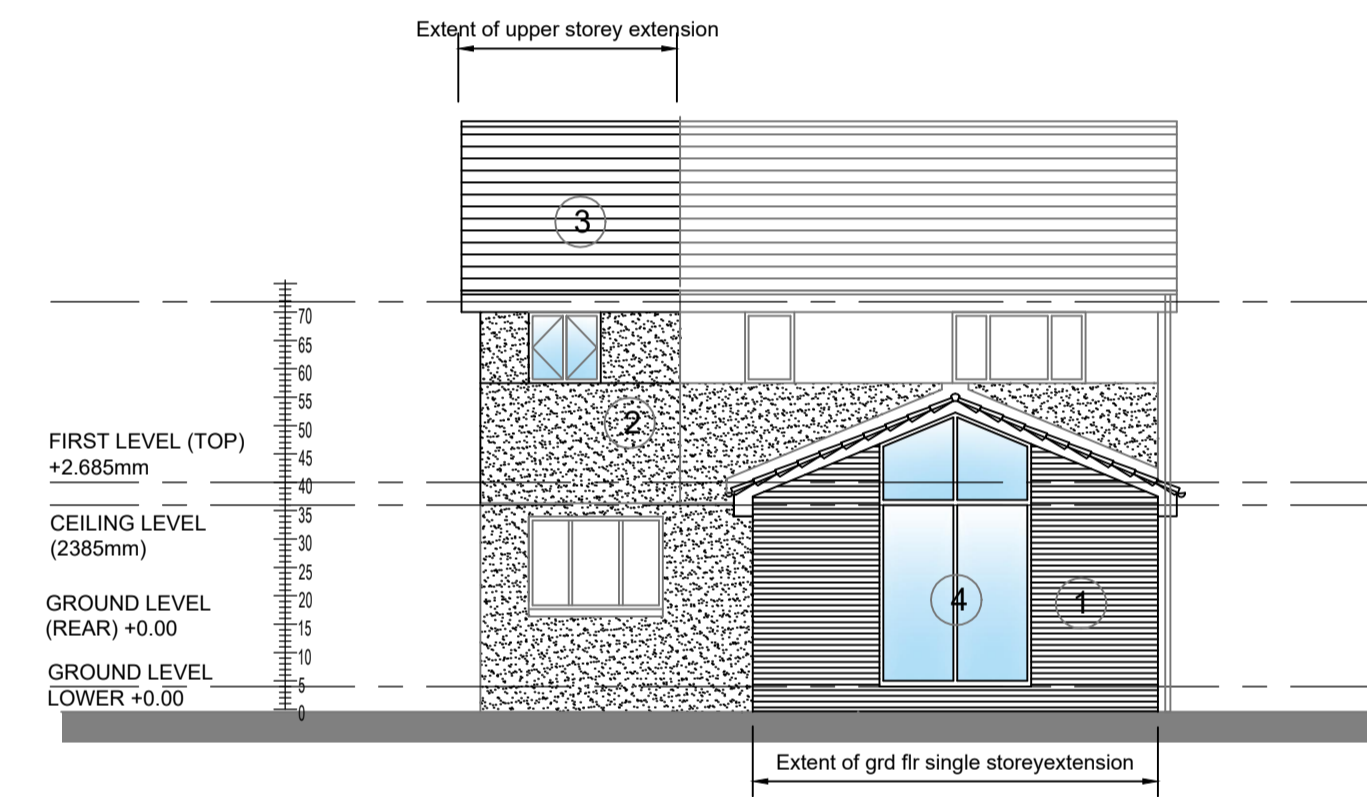 Extent of upper storey extension
3
70
65
60
55
2
50
FIRST LEVEL (TOP)
45
+2.685mm
40
CEILING LEVEL
35
(2385mm)
30
25
GROUND LEVEL
20
4
1
(REAR) +0.00
15
10
GROUND LEVEL
5
LOWER +0.00
0
Extent of grd flr single storeyextension